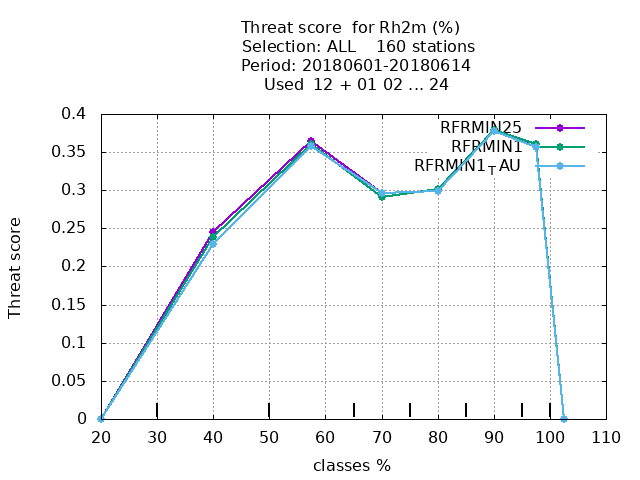 Threat score  for Rh2m (%)
Selection: ALL    160 stations
Period: 20180601-20180614
Used  12 + 01 02 ... 24
RFRMIN25
RFRMIN1
RFRMIN1TAU
Threat score
0.4
0.35
0.3
0.25
0.2
0.15
0.1
0.05
0
20 30 40 50 60 70 80 90 100 110
classes %